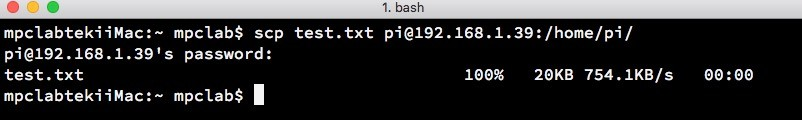 1. bash
mpclabtekiiMac:~ mpclab$ scp test.txt pi@192.168.1.39:/home/pi/
pi@192.168.1.39's password:
test.txt 100% 20KB 754.1KB/s 00:00
mpclabtekiiMac:~ mpclab$